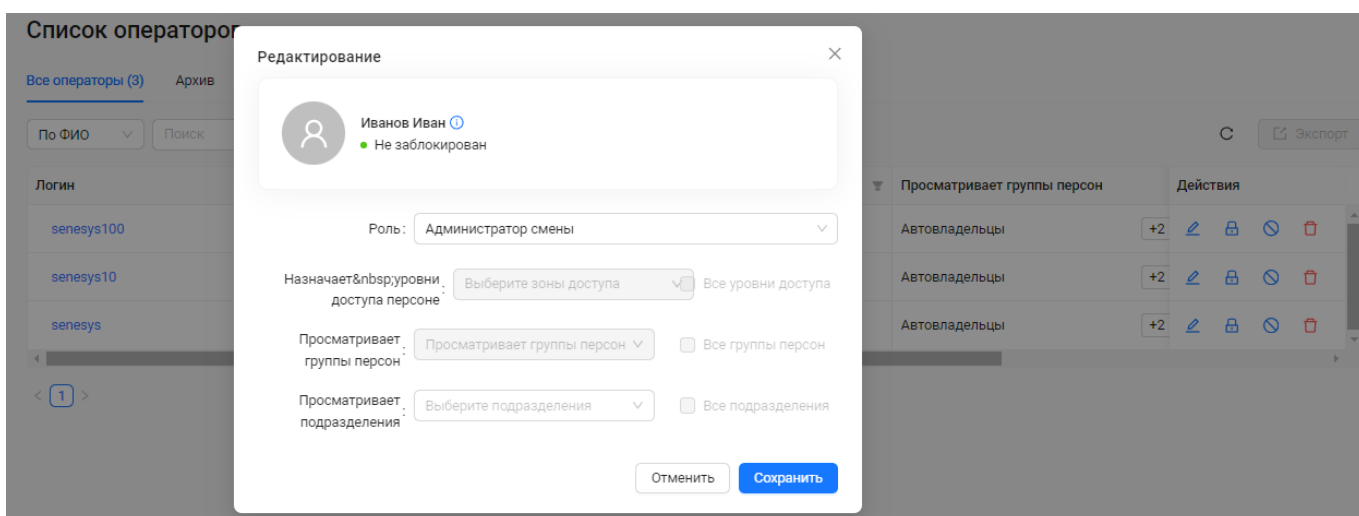 Список операторов
Редактирование
Все операторы (3) Архив
Иванов Иван
Не заблокирован
По ФИО Поиск Экспорт
Логин Просматривает группы персон Действия
Роль: Администратор смены
senesys100 Автовладельцы +2
Назначает&nbsp;уровни
доступа персоне: Выберите зоны доступа Все уровни доступа
senesys10 Автовладельцы +2
Просматривает
группы персон: Просматривает группы персон Все группы персон
senesys Автовладельцы +2
< 1 >
Просматривает
подразделения: Выберите подразделения Все подразделения
Отменить Сохранить